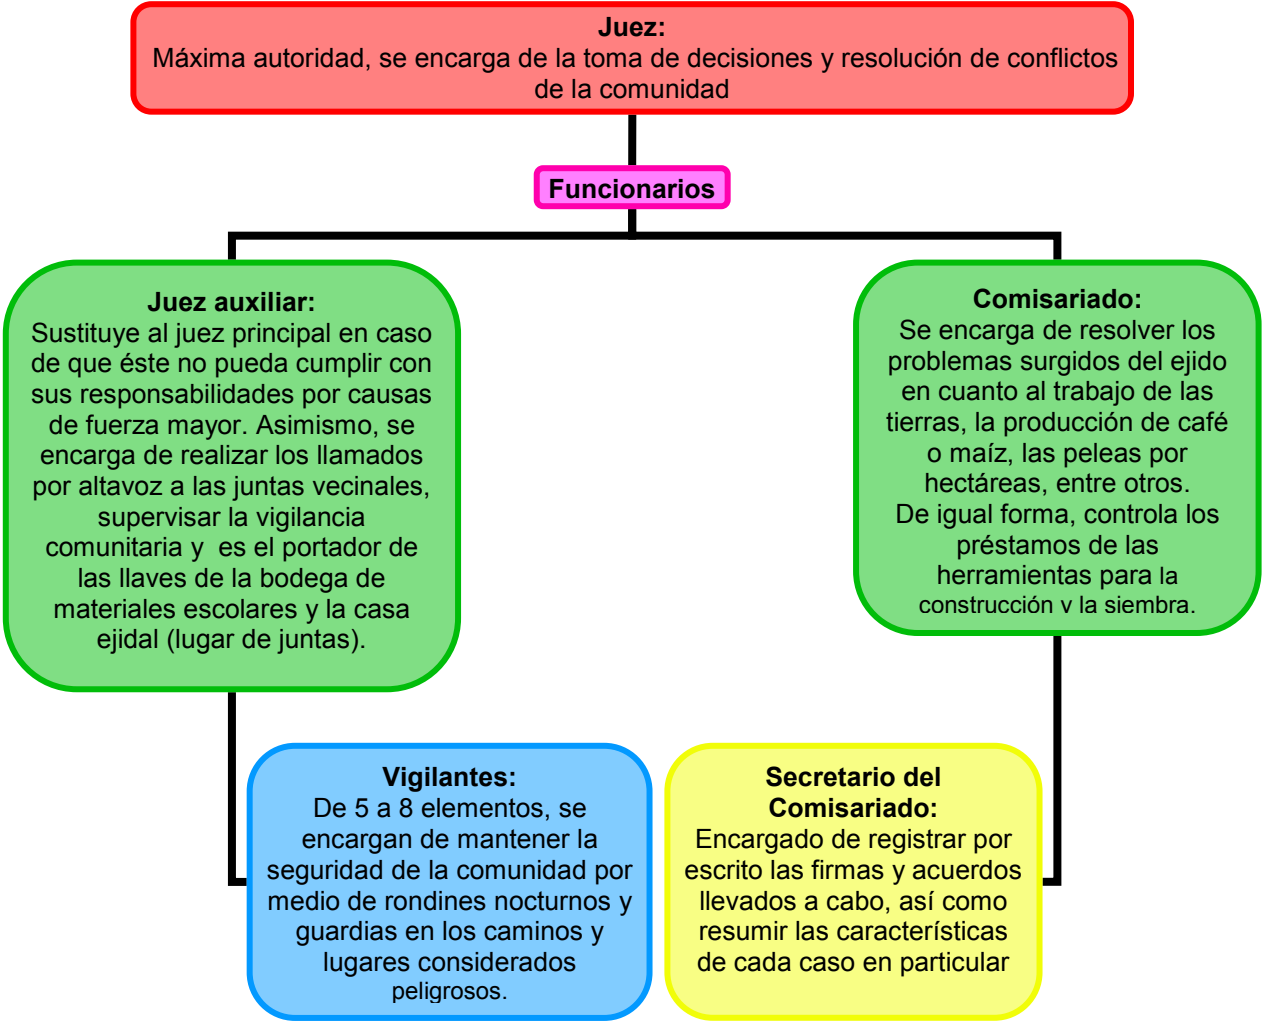 Juez:
Máxima autoridad, se encarga de la toma de decisiones y resolución de conflictos
de la comunidad
Funcionarios
Juez auxiliar:
Sustituye al juez principal en caso
de que éste no pueda cumplir con
sus responsabilidades por causas
de fuerza mayor. Asimismo, se
encarga de realizar los llamados
por altavoz a las juntas vecinales,
supervisar la vigilancia
comunitaria y  es el portador de
las llaves de la bodega de
materiales escolares y la casa
ejidal (lugar de juntas).
Comisariado:
Se encarga de resolver los
problemas surgidos del ejido
en cuanto al trabajo de las
tierras, la producción de café
o maíz, las peleas por
hectáreas, entre otros.
De igual forma, controla los
préstamos de las
herramientas para la
construcción y la siembra.
Vigilantes:
De 5 a 8 elementos, se
encargan de mantener la
seguridad de la comunidad por
medio de rondines nocturnos y
guardias en los caminos y
lugares considerados
peligrosos.
Secretario del
Comisariado:
Encargado de registrar por
escrito las firmas y acuerdos
llevados a cabo, así como
resumir las características
de cada caso en particular